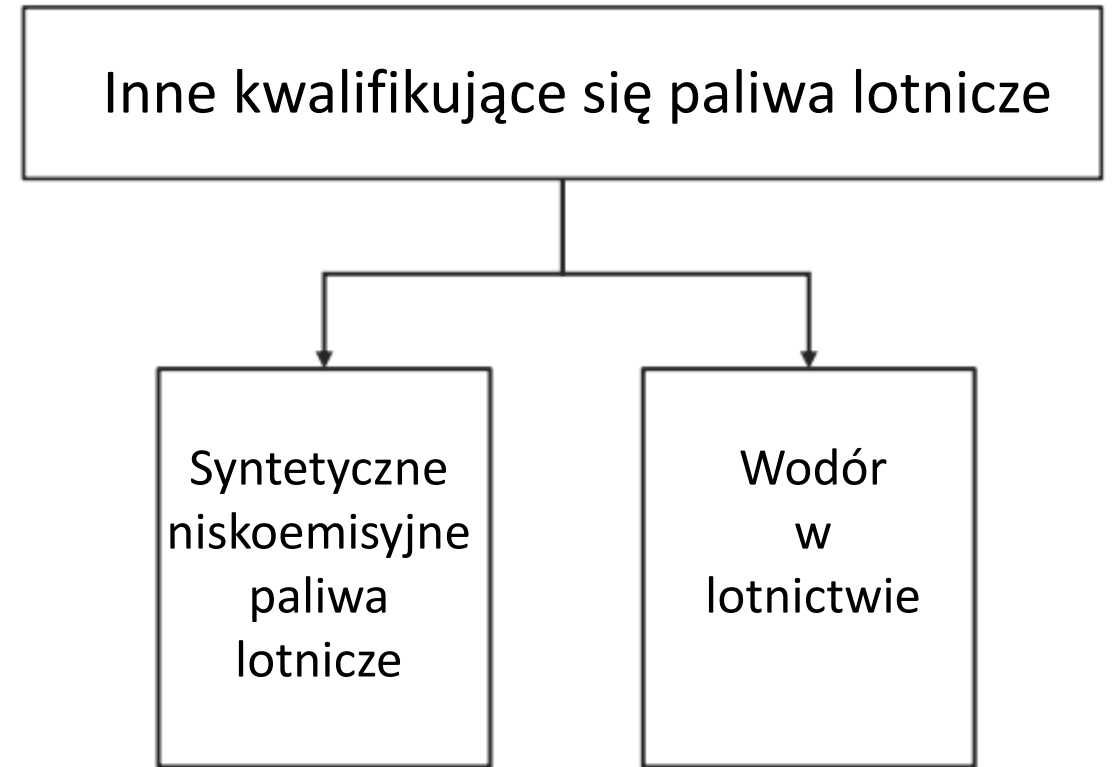 Inne kwalifikujące się paliwa lotnicze
Syntetyczne
niskoemisyjne
paliwa
lotnicze
Wodór
w
lotnictwie